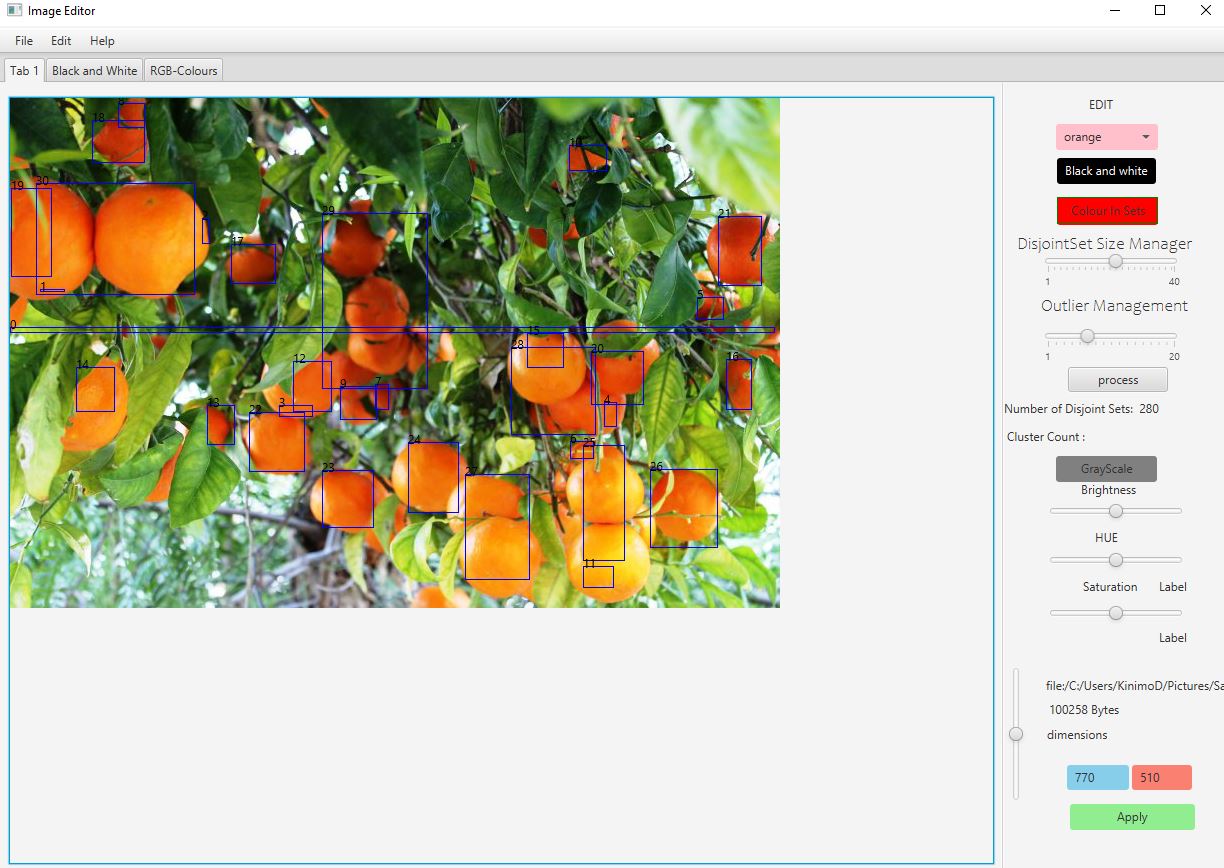 Image Editor
File Edit Help
Tab 1 Black and White RGB-Colours
EDIT
orange
Black and white
Colour In Sets
DisjointSet Size Manager
1 40
Outlier Management
1 20
process
Number of Disjoint Sets: 280
Cluster Count :
GrayScale
Brightness
HUE
Saturation Label
Label
file:/C:/Users/KinimoD/Pictures/Sa
100258 Bytes
dimensions
770 510
Apply
18
19 30
2
29
21
17
1
5
0
15
28
20
12
14
9 7
3
4
13
22
24
6 25
23
27
26
11